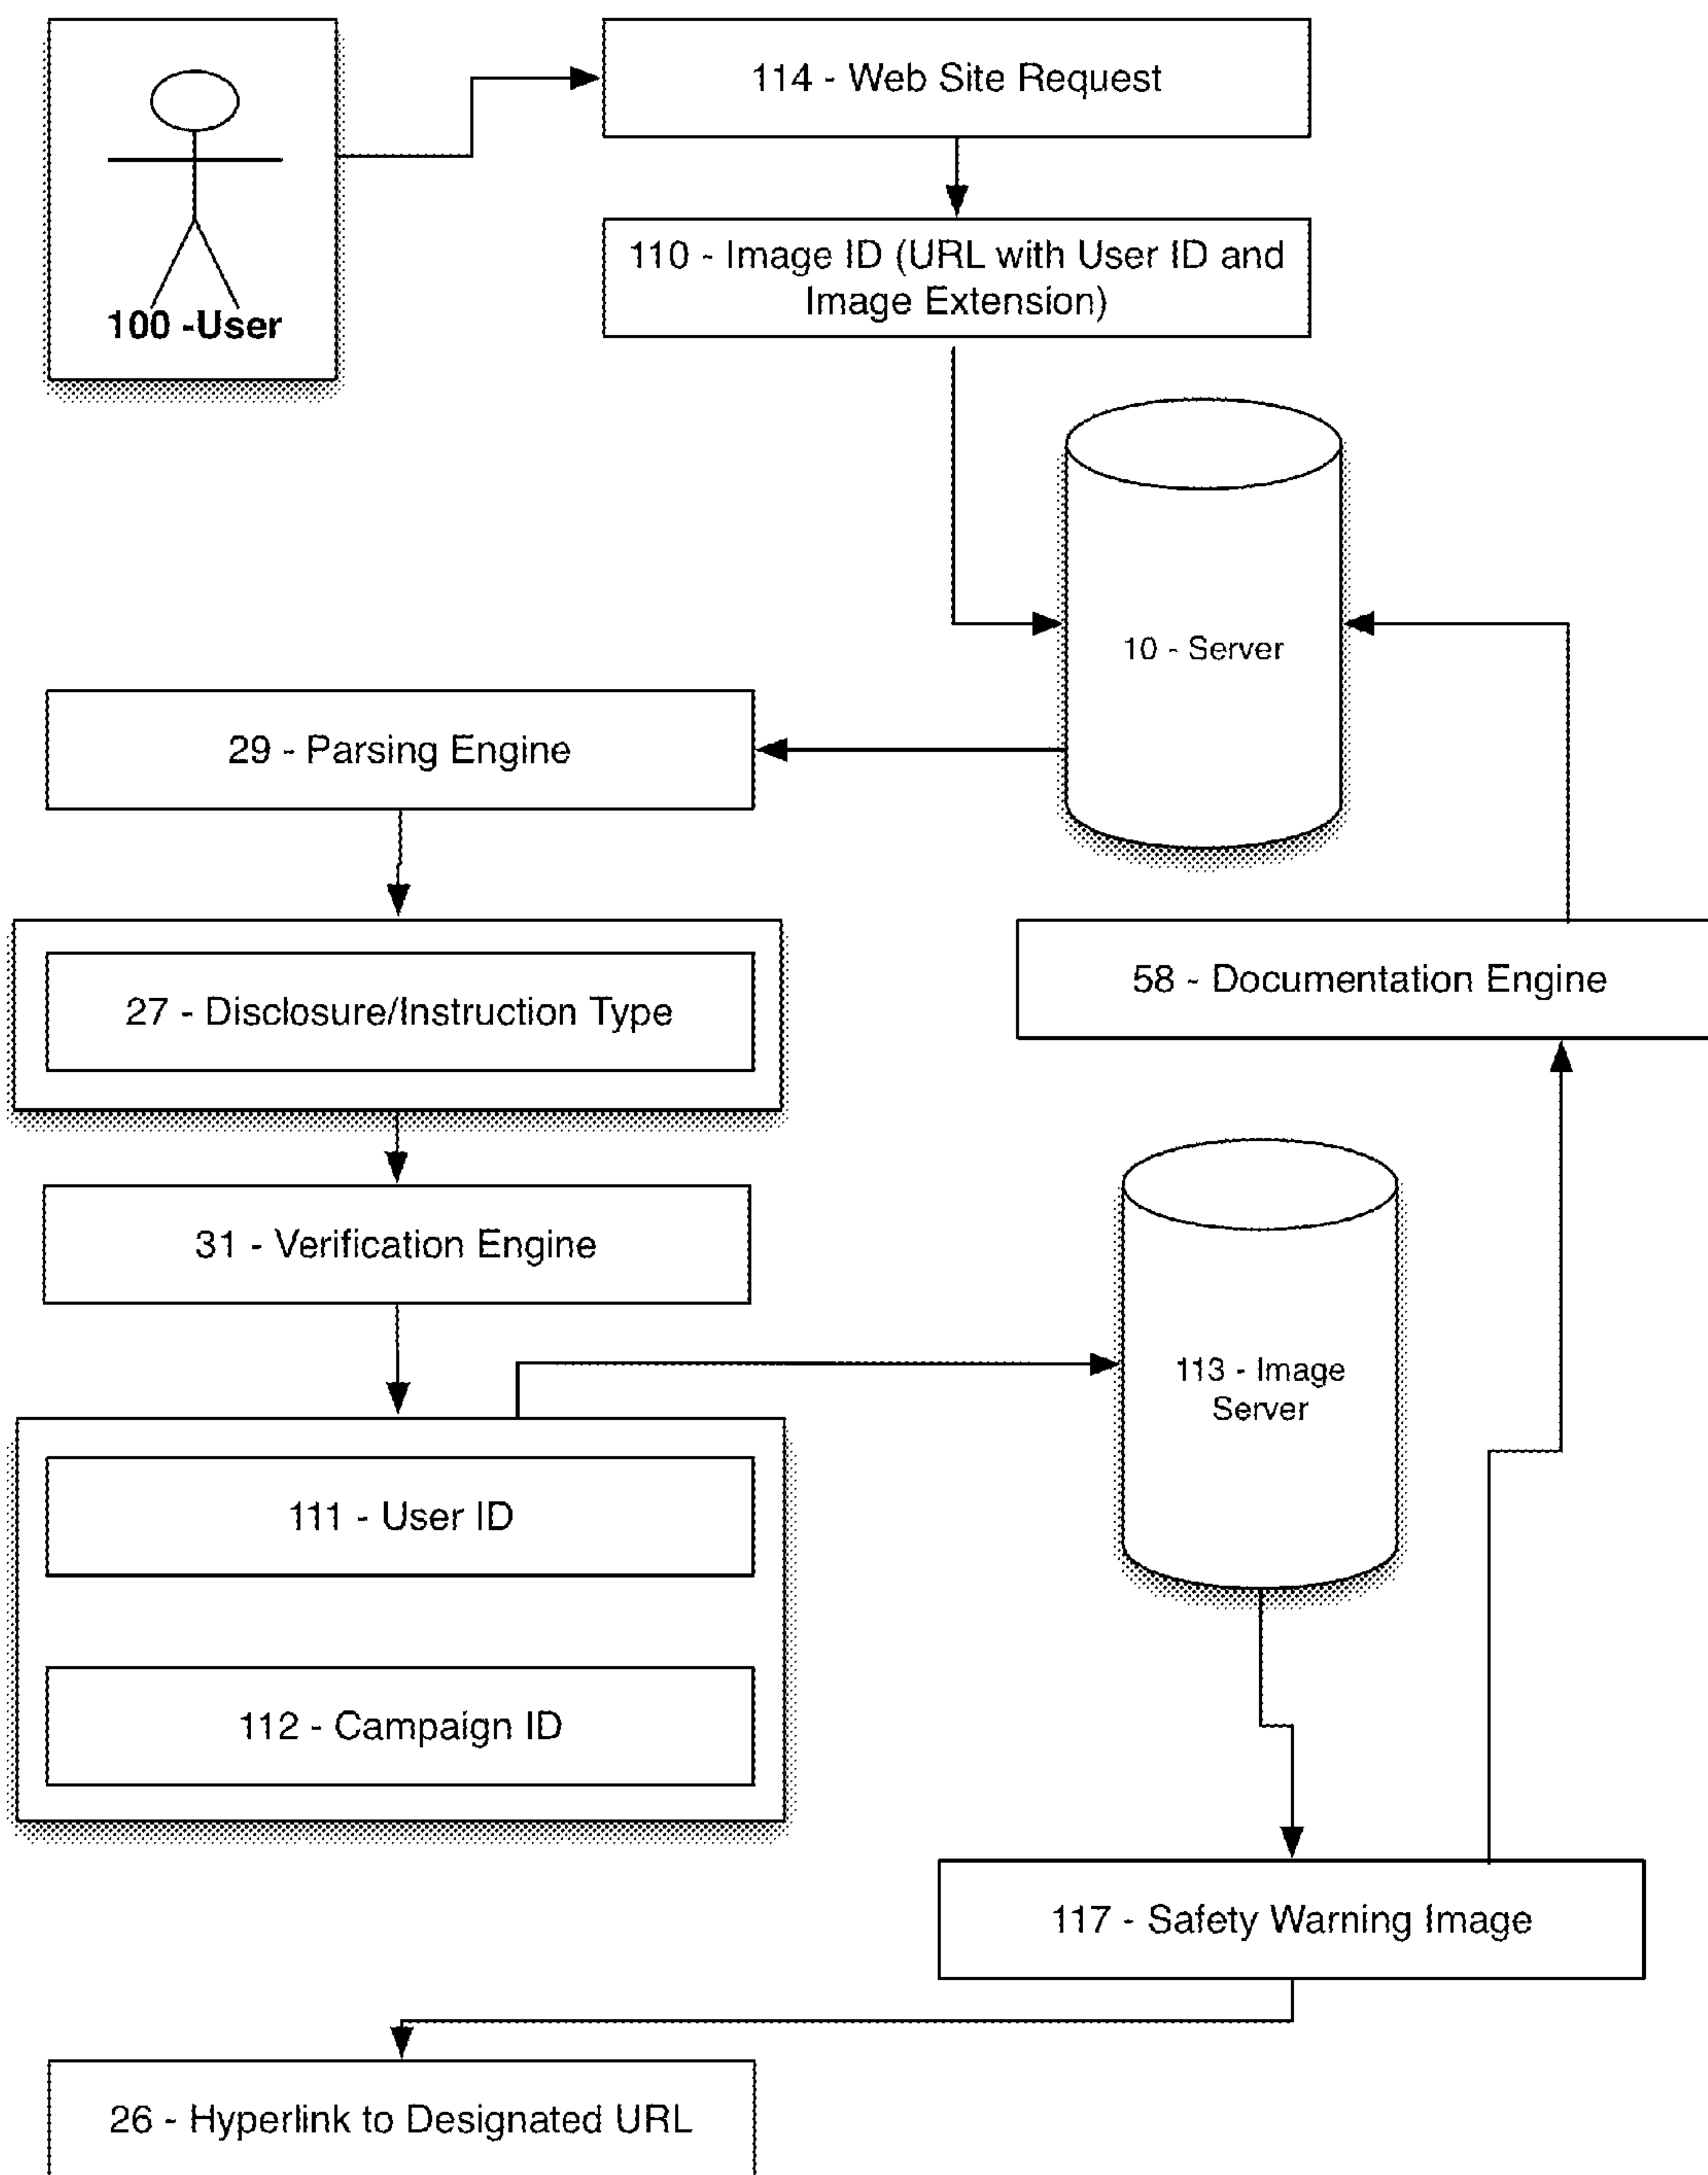 114 - Web Site Request
100 -User
110 - Image ID (URL with User ID and
Image Extension)
10 - Server
29 - Parsing Engine
27 - Disclosure/Instruction Type
58 - Documentation Engine
31 - Verification Engine
113 - Image
Server
111 - User ID
112 - Campaign ID
117 - Safety Warning Image
26 - Hyperlink to Designated URL